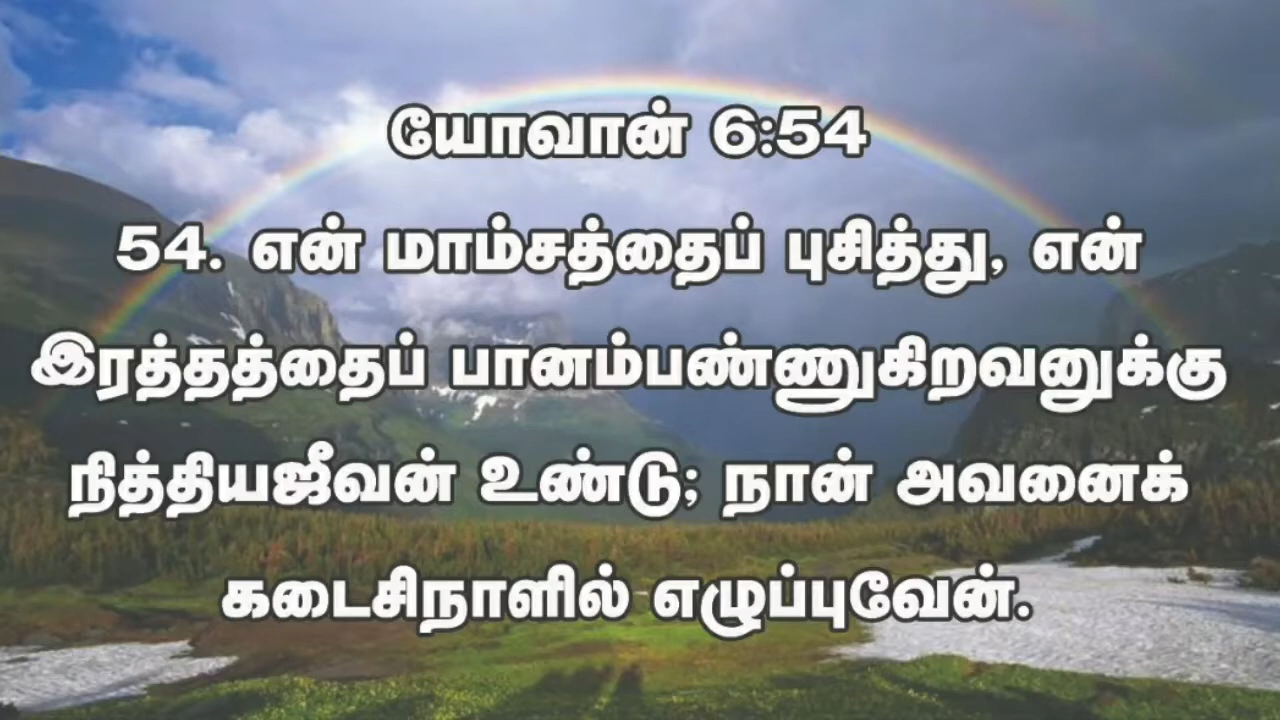 யோவான் 6:54
54. என் மாம்சத்தைப் புசித்து, என்
இரத்தத்தைப் பானம்பண்ணுகிறவனுக்கு
நித்தியஜீவன் உண்டு; நான் அவனைக்
கடைசிநாளில் எழுப்புவேன்.